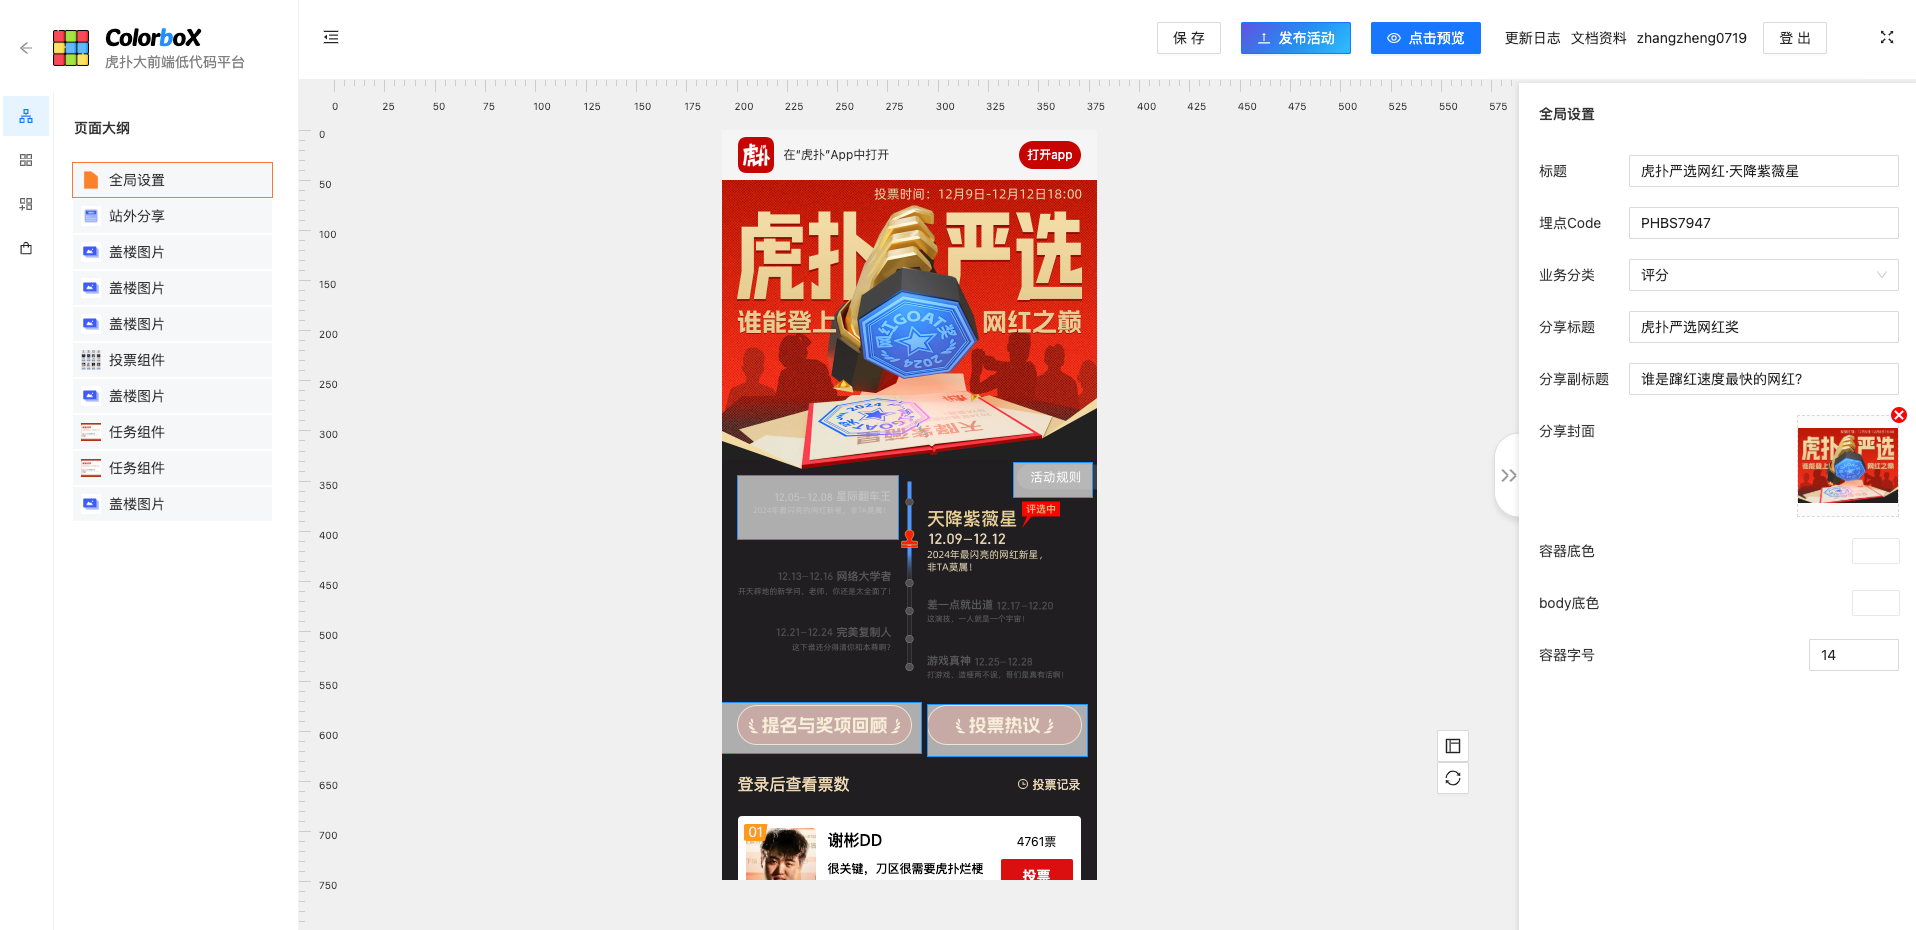 ColorboX
虎扑大前端低代码平台
保 存
发布活动
点击预览
更新日志
文档资料
zhangzheng0719
登 出
页面大纲
全局设置
站外分享
盖楼图片
盖楼图片
盖楼图片
投票组件
盖楼图片
任务组件
任务组件
盖楼图片
0 25 50 75 100 125 150 175 200 225 250 275 300 325 350 375 400 425 450 475 500 525 550 575
0
50
100
150
200
250
300
350
400
450
500
550
600
650
700
750
虎扑
在“虎扑”App中打开
打开app
投票时间：12月9日-12月12日18:00
虎扑严选
谁能登上
网红之巅
网红GOAT奖
2024
2024
GOAT奖
天降紫薇星
活动规则
12.05—12.08 星际翻车王
天降紫薇星
评选中
12.09—12.12
2024年最闪亮的网红新星，
非TA莫属！
12.13—12.16 网络大学者
开天辟地的新学问，老师，你还是太全面了！
差一点就出道 12.17—12.20
这演技，一人就是一个宇宙！
12.21—12.24 完美复制人
这下谁还分得清你和本尊啊？
游戏真神 12.25—12.28
打游戏、造梗两不误，哥们是真有活啊！
提名与奖项回顾
投票热议
登录后查看票数
投票记录
01
谢彬DD
4761票
很关键，刀区很需要虎扑烂梗
投票
全局设置
标题
虎扑严选网红·天降紫薇星
埋点Code
PHBS7947
业务分类
评分
分享标题
虎扑严选网红奖
分享副标题
谁是蹿红速度最快的网红?
分享封面
虎扑严选
谁能登上
网红之巅
容器底色
body底色
容器字号
14